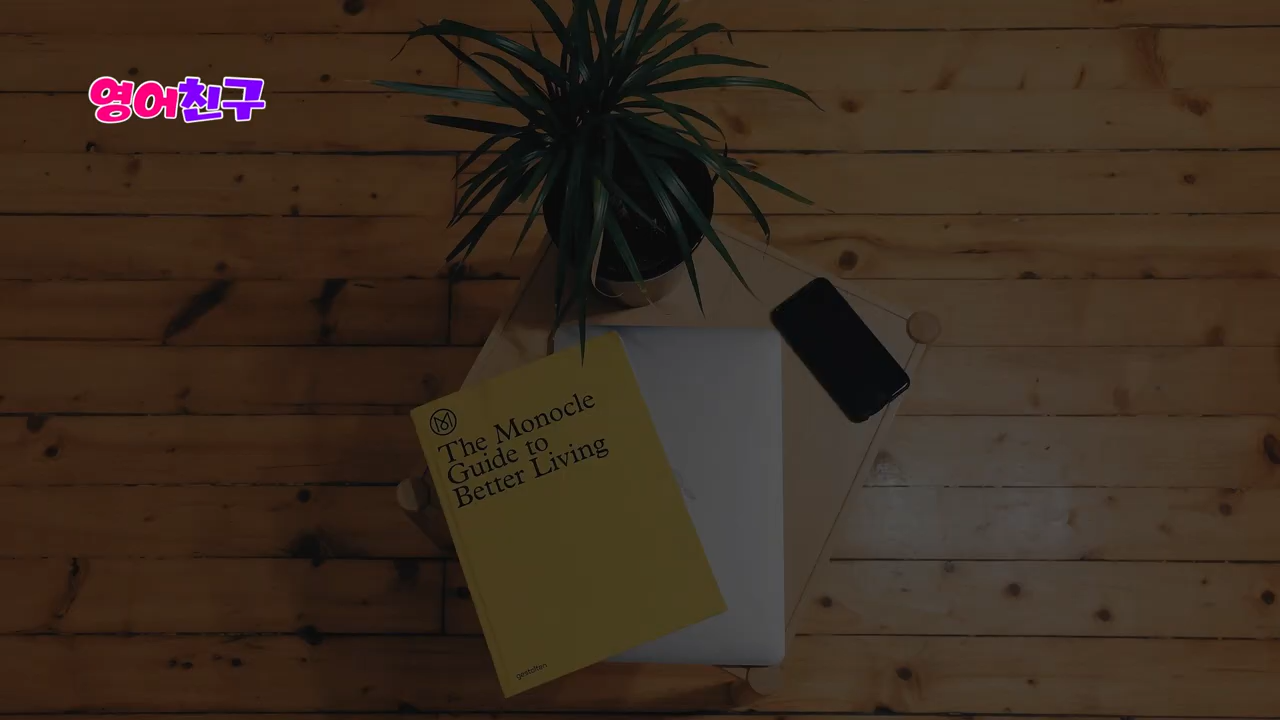 영어친구
The Monocle
Guide to
Better Living
gestalten